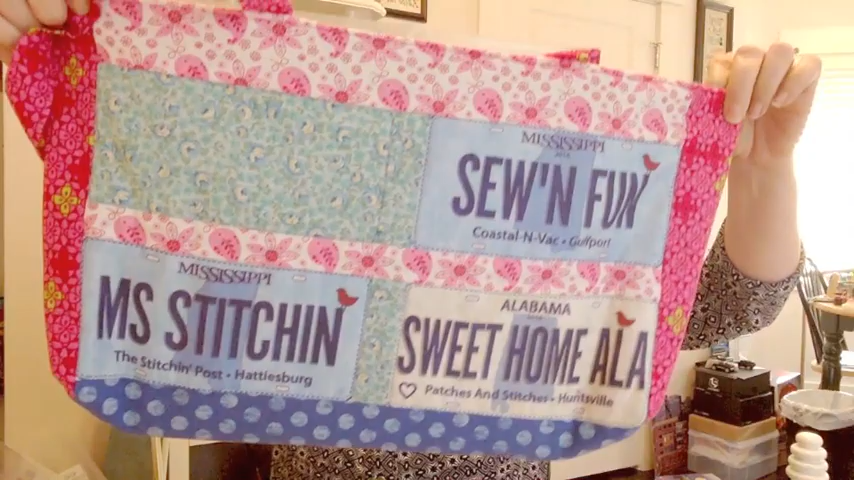 MISSISSIPPI
SEW'N FUN
Coastal-N-Vac • Gulfport
MISSISSIPPI
MS STITCHIN
The Stitchin' Post • Hattiesburg
ALABAMA
SWEET HOME ALA
Patches And Stitches • Huntsville